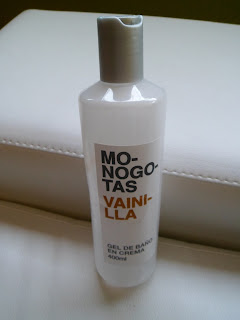 MO-
NOGO-
TAS
VAINI-
LLA
GEL DE BAÑO
EN CREMA
400ml